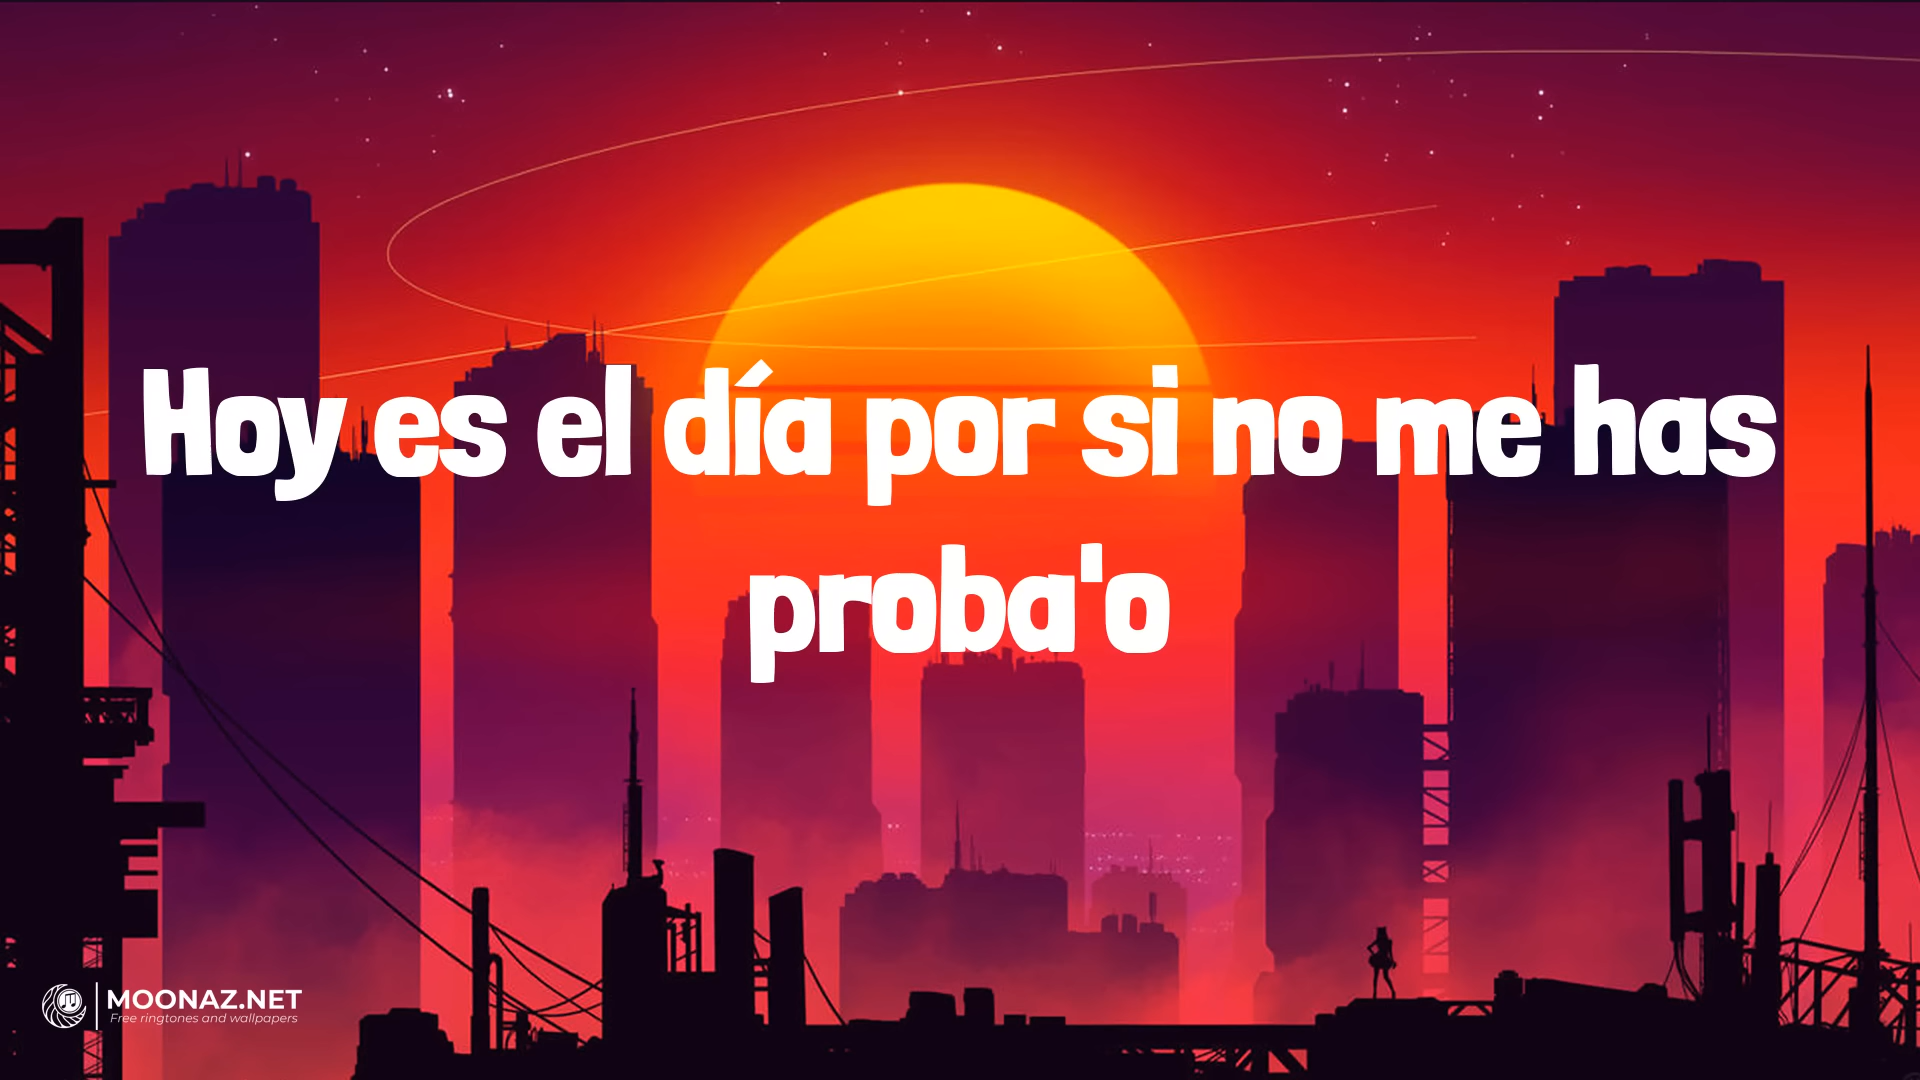 Hoy es el día por si no me has
proba'o
MOONAZ.NET
Free ringtones and wallpapers